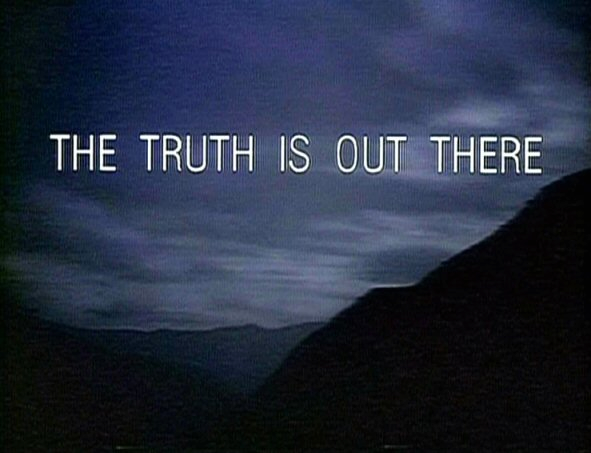 THE TRUTH IS OUT THERE